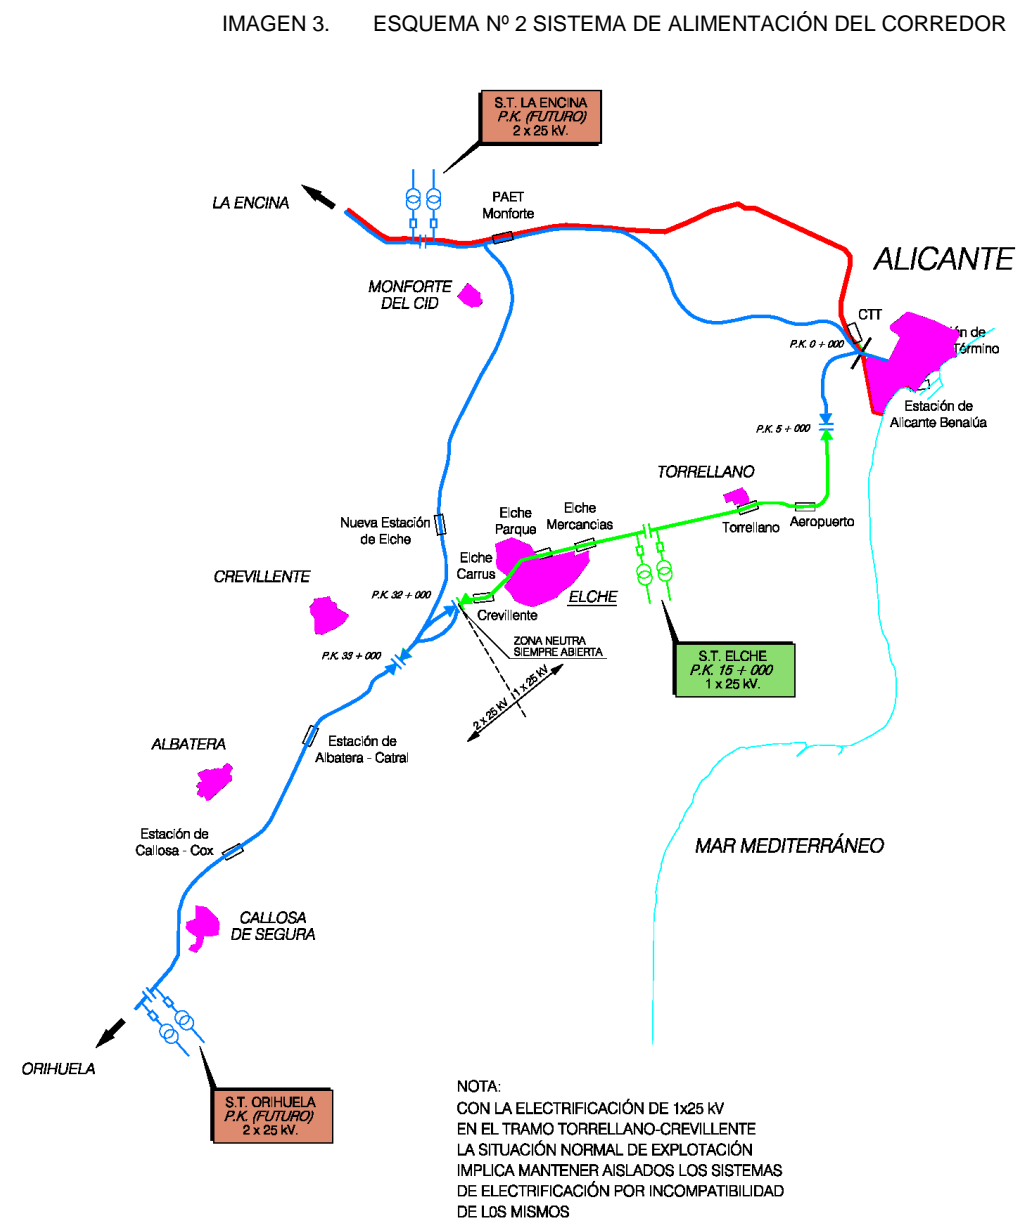 IMAGEN 3. ESQUEMA Nº 2 SISTEMA DE ALIMENTACIÓN DEL CORREDOR
S.T. LA ENCINA
P.K. (FUTURO)
2 x 25 kV.
LA ENCINA
PAET
Monforte
ALICANTE
MONFORTE
DEL CID
CTT
P.K. 0 + 000
ón de
Término
Estación de
Alicante Benalúa
P.K. 5 + 000
TORRELLANO
Elche
Parque
Elche
Mercancias
Torrellano
Aeropuerto
Nueva Estación
de Elche
Elche
Carrus
CREVILLENTE
P.K. 32 + 000
ELCHE
Crevillente
ZONA NEUTRA
SIEMPRE ABIERTA
P.K. 33 + 000
S.T. ELCHE
P.K. 15 + 000
1 x 25 kV.
2 x 25 kV
1 x 25 kV
ALBATERA
Estación de
Albatera - Catral
Estación de
Callosa - Cox
MAR MEDITERRÁNEO
CALLOSA
DE SEGURA
ORIHUELA
S.T. ORIHUELA
P.K. (FUTURO)
2 x 25 kV.
NOTA:
CON LA ELECTRIFICACIÓN DE 1x25 kV
EN EL TRAMO TORRELLANO-CREVILLENTE
LA SITUACIÓN NORMAL DE EXPLOTACIÓN
IMPLICA MANTENER AISLADOS LOS SISTEMAS
DE ELECTRIFICACIÓN POR INCOMPATIBILIDAD
DE L0S MISMOS